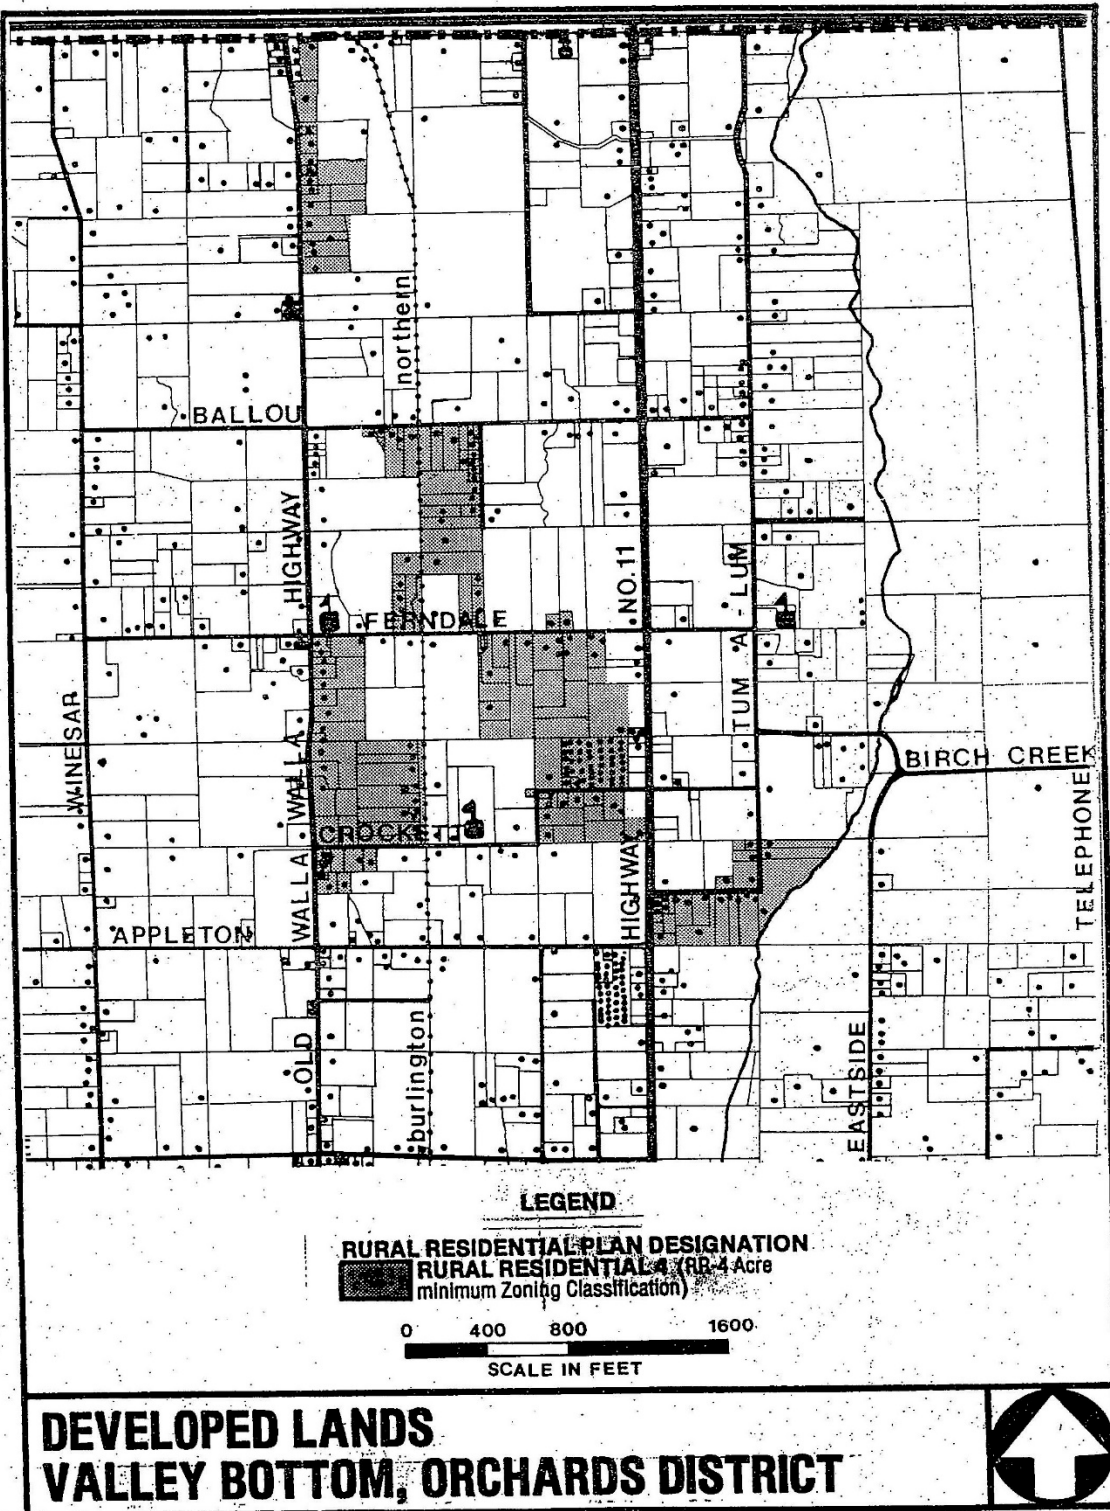 northern
BALLOU
HIGHWAY
NO.11
TUM A-LUM
FERNDALE
WINESAR
WALLA WALLA
BIRCH CREEK
CROCKETT
HIGHWAY
TELEPHONE
APPLETON
OLD
burlington
EASTSIDE
LEGEND
RURAL RESIDENTIAL PLAN DESIGNATION
RURAL RESIDENTIAL 4 (RR-4 Acre
minimum Zoning Classification)
0 400 800 1600
SCALE IN FEET
DEVELOPED LANDS
VALLEY BOTTOM, ORCHARDS DISTRICT